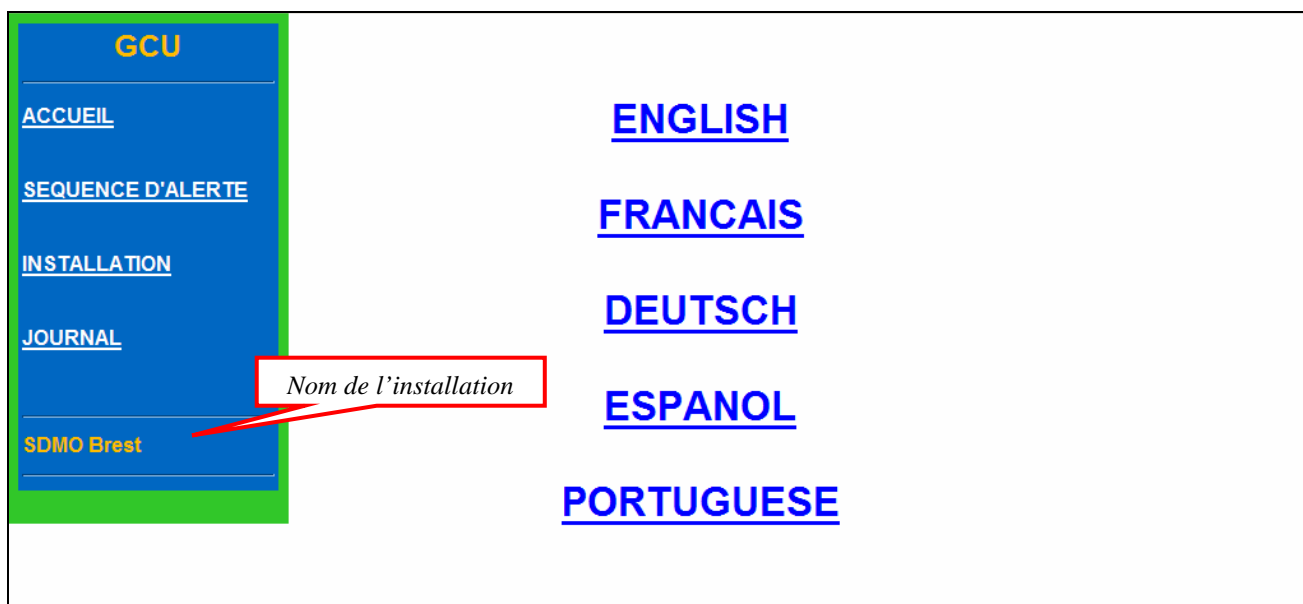 GCU
ACCUEIL
SEQUENCE D'ALERTE
INSTALLATION
JOURNAL
Nom de l’installation
SDMO Brest
ENGLISH
FRANCAIS
DEUTSCH
ESPANOL
PORTUGUESE